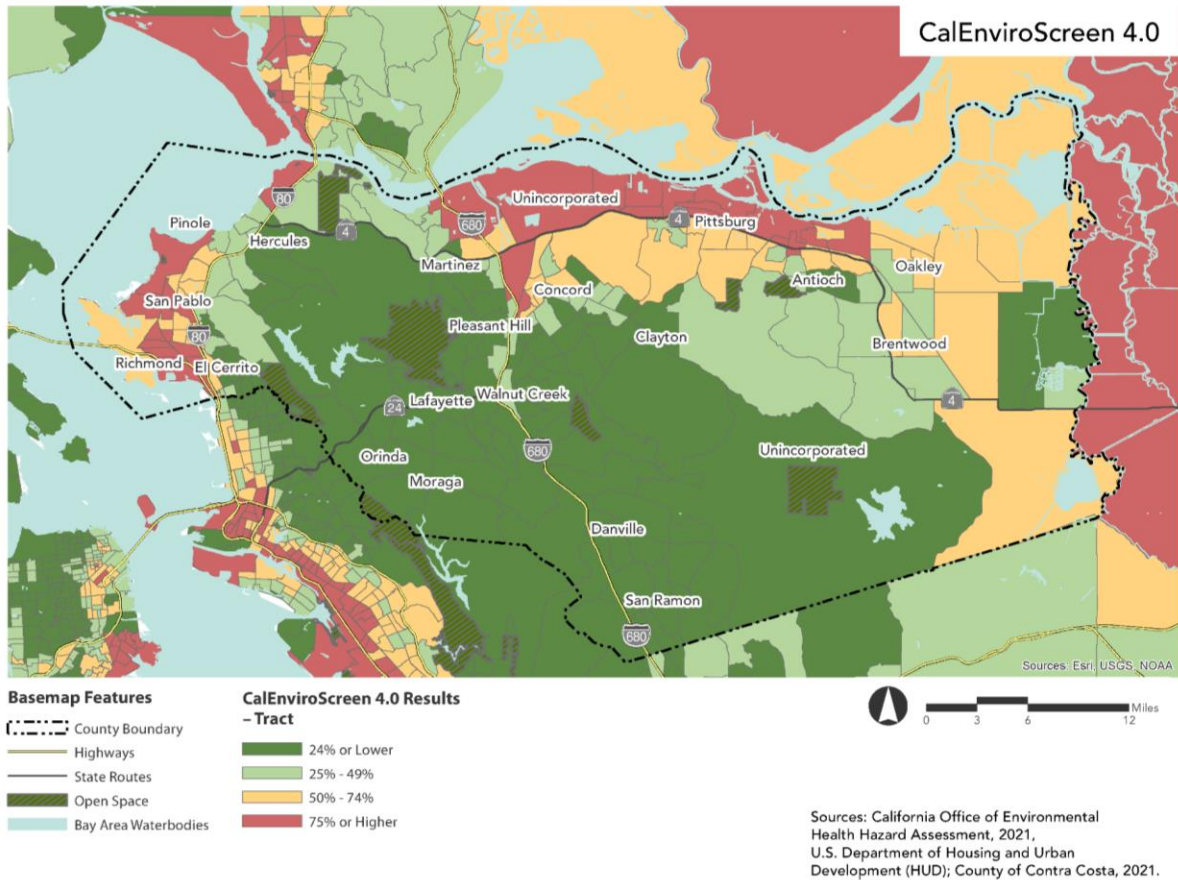 CalEnviroScreen 4.0
80
Unincorporated
Pinole
680
4
Pittsburg
4
Hercules
Martinez
Oakley
Antioch
Concord
San Pablo
80
Pleasant Hill
Clayton
Brentwood
Richmond
El Cerrito
Walnut Creek
24
Lafayette
4
Orinda
680
Unincorporated
Moraga
Danville
San Ramon
680
Sources: Esri, USGS, NOAA
Basemap Features
County Boundary
Highways
State Routes
Open Space
Bay Area Waterbodies
CalEnviroScreen 4.0 Results
– Tract
24% or Lower
25% - 49%
50% - 74%
75% or Higher
Miles
0 3 6 12
Sources: California Office of Environmental
Health Hazard Assessment, 2021,
U.S. Department of Housing and Urban
Development (HUD); County of Contra Costa, 2021.